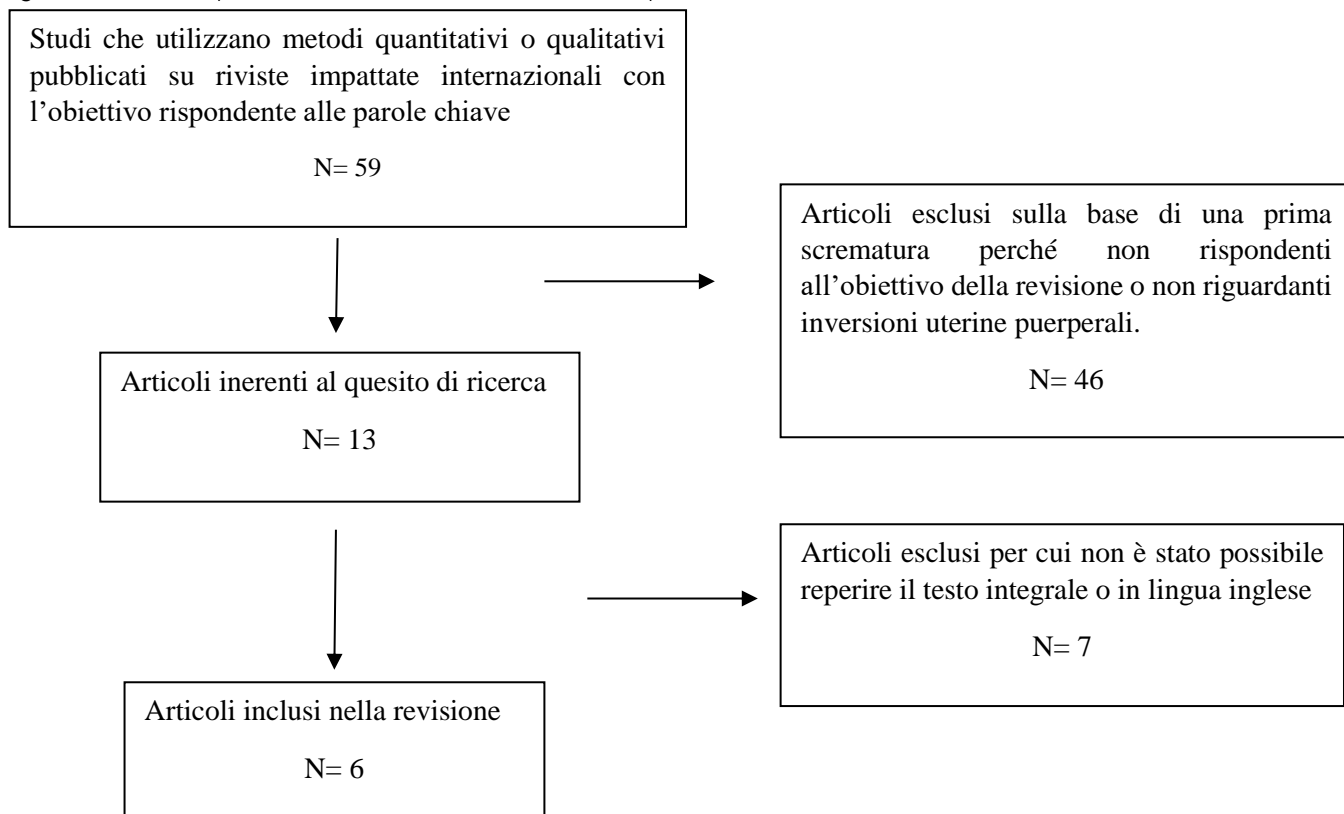 Studi che utilizzano metodi quantitativi o qualitativi
pubblicati su riviste impattate internazionali con
l’obiettivo rispondente alle parole chiave
N= 59
Articoli esclusi sulla base di una prima
scrematura perché non rispondenti
all’obiettivo della revisione o non riguardanti
inversioni uterine puerperali.
N= 46
Articoli inerenti al quesito di ricerca
N= 13
Articoli esclusi per cui non è stato possibile
reperire il testo integrale o in lingua inglese
N= 7
Articoli inclusi nella revisione
N= 6